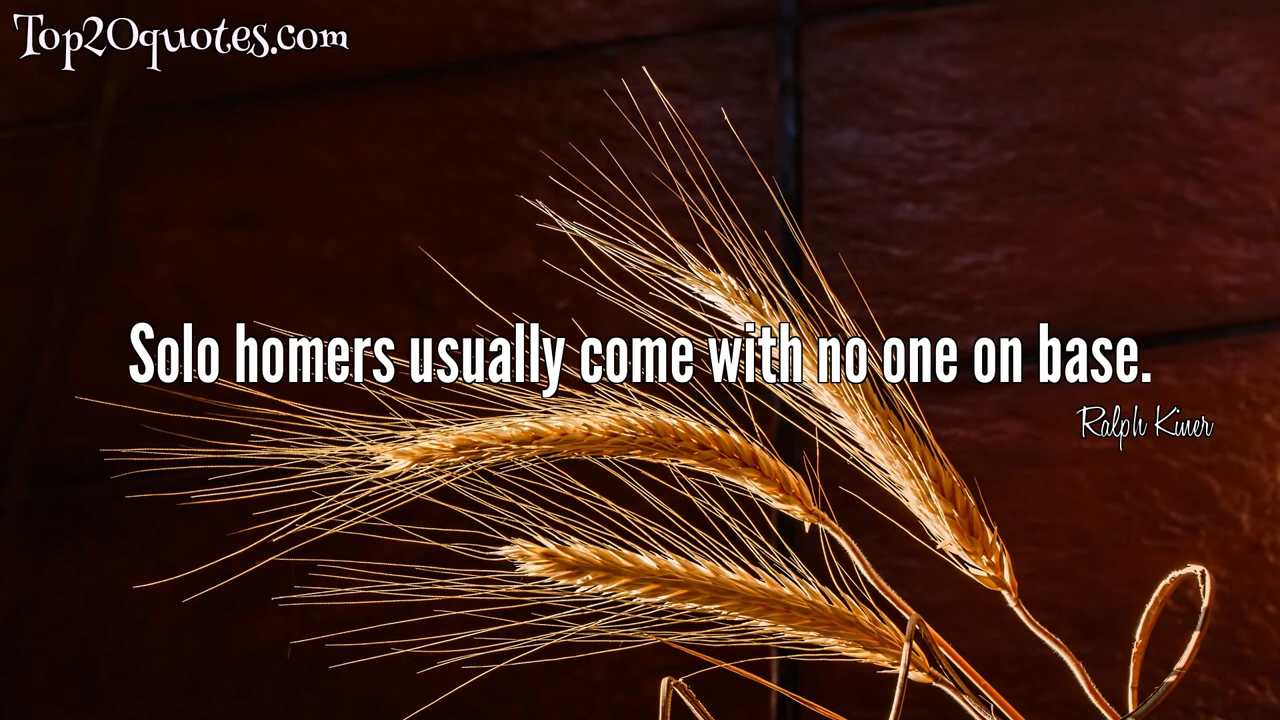 Top20quotes.com
Solo homers usually come with no one on base.
Ralph Kiner